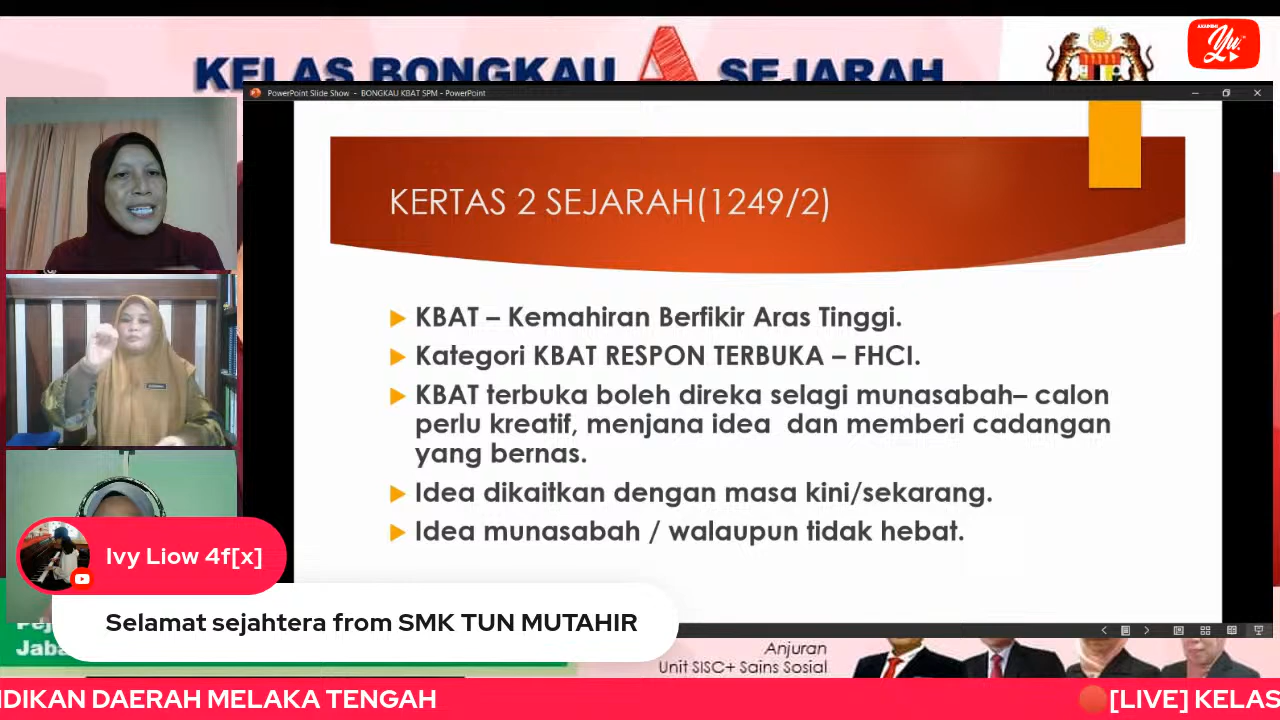 KELAS BONGKAU A SEJARAH
AKADEMI
YU
PowerPoint Slide Show - BONGKAU KBAT SPM - PowerPoint
KERTAS 2 SEJARAH(1249/2)
KBAT – Kemahiran Berfikir Aras Tinggi.
Kategori KBAT RESPON TERBUKA – FHCI.
KBAT terbuka boleh direka selagi munasabah– calon
perlu kreatif, menjana idea dan memberi cadangan
yang bernas.
Idea dikaitkan dengan masa kini/sekarang.
Idea munasabah / walaupun tidak hebat.
Ivy Liow 4f[x]
Selamat sejahtera from SMK TUN MUTAHIR
Anjuran
Unit SISC+ Sains Sosial
NDIDIKAN DAERAH MELAKA TENGAH
[LIVE] KELAS